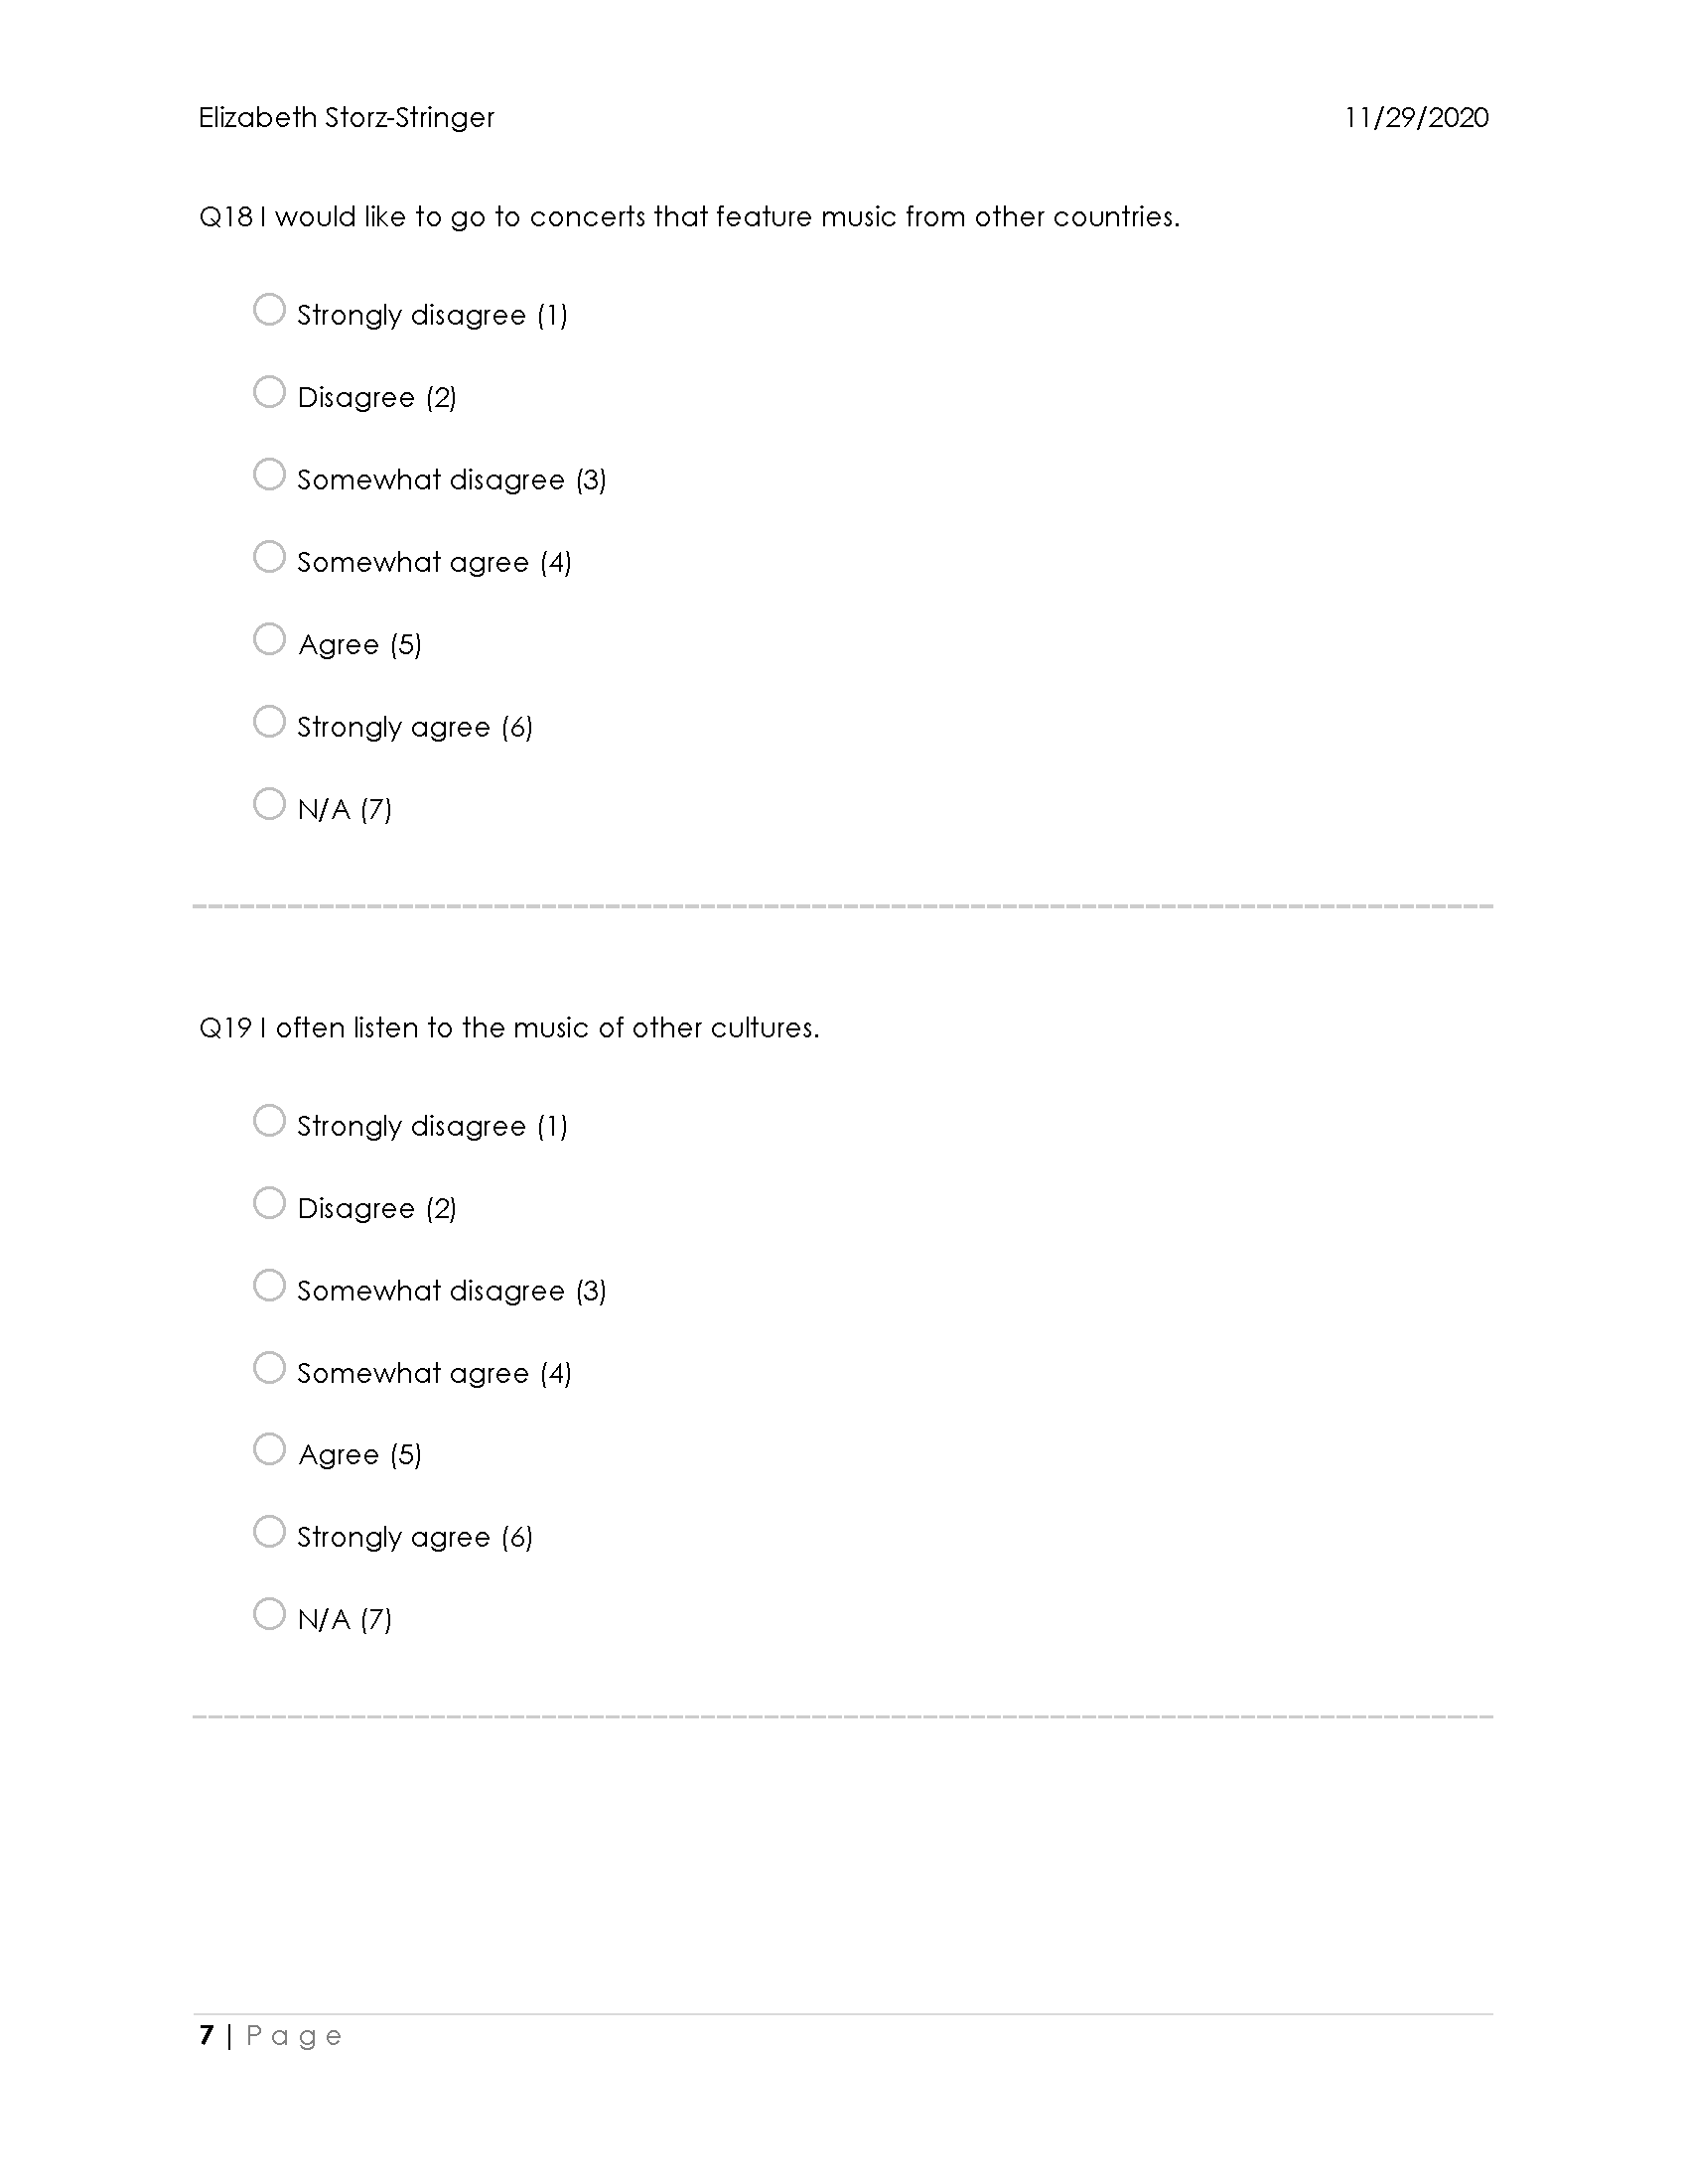 Elizabeth Storz-Stringer 11/29/2020
Q18 I would like to go to concerts that feature music from other countries.
Strongly disagree (1)
Disagree (2)
Somewhat disagree (3)
Somewhat agree (4)
Agree (5)
Strongly agree (6)
N/A (7)
Q19 I often listen to the music of other cultures.
Strongly disagree (1)
Disagree (2)
Somewhat disagree (3)
Somewhat agree (4)
Agree (5)
Strongly agree (6)
N/A (7)
7 | P a g e